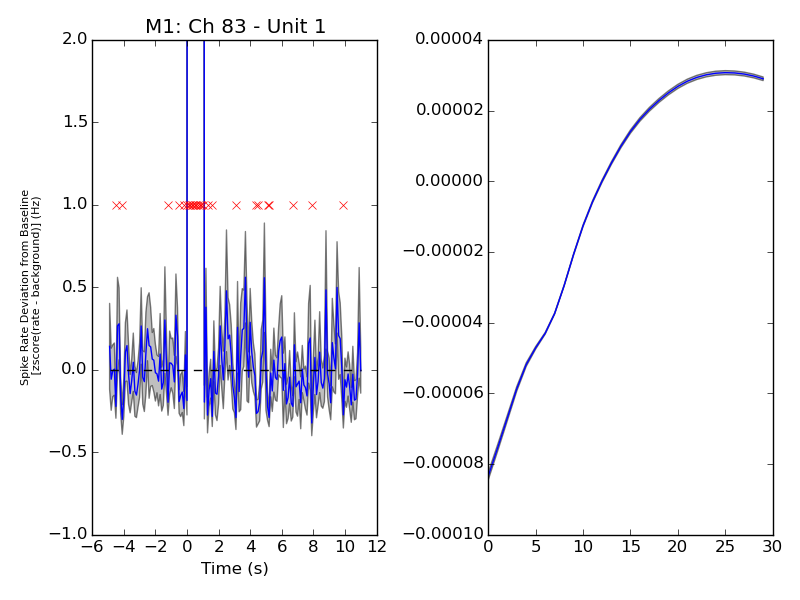 M1: Ch 83 - Unit 1
Spike Rate Deviation from Baseline
[zscore(rate - background)] (Hz)
2.0
1.5
1.0
0.5
0.0
−0.5
−1.0
−6 −4 −2 0 2 4 6 8 10 12
Time (s)
0.00004
0.00002
0.00000
−0.00002
−0.00004
−0.00006
−0.00008
−0.00010
0 5 10 15 20 25 30